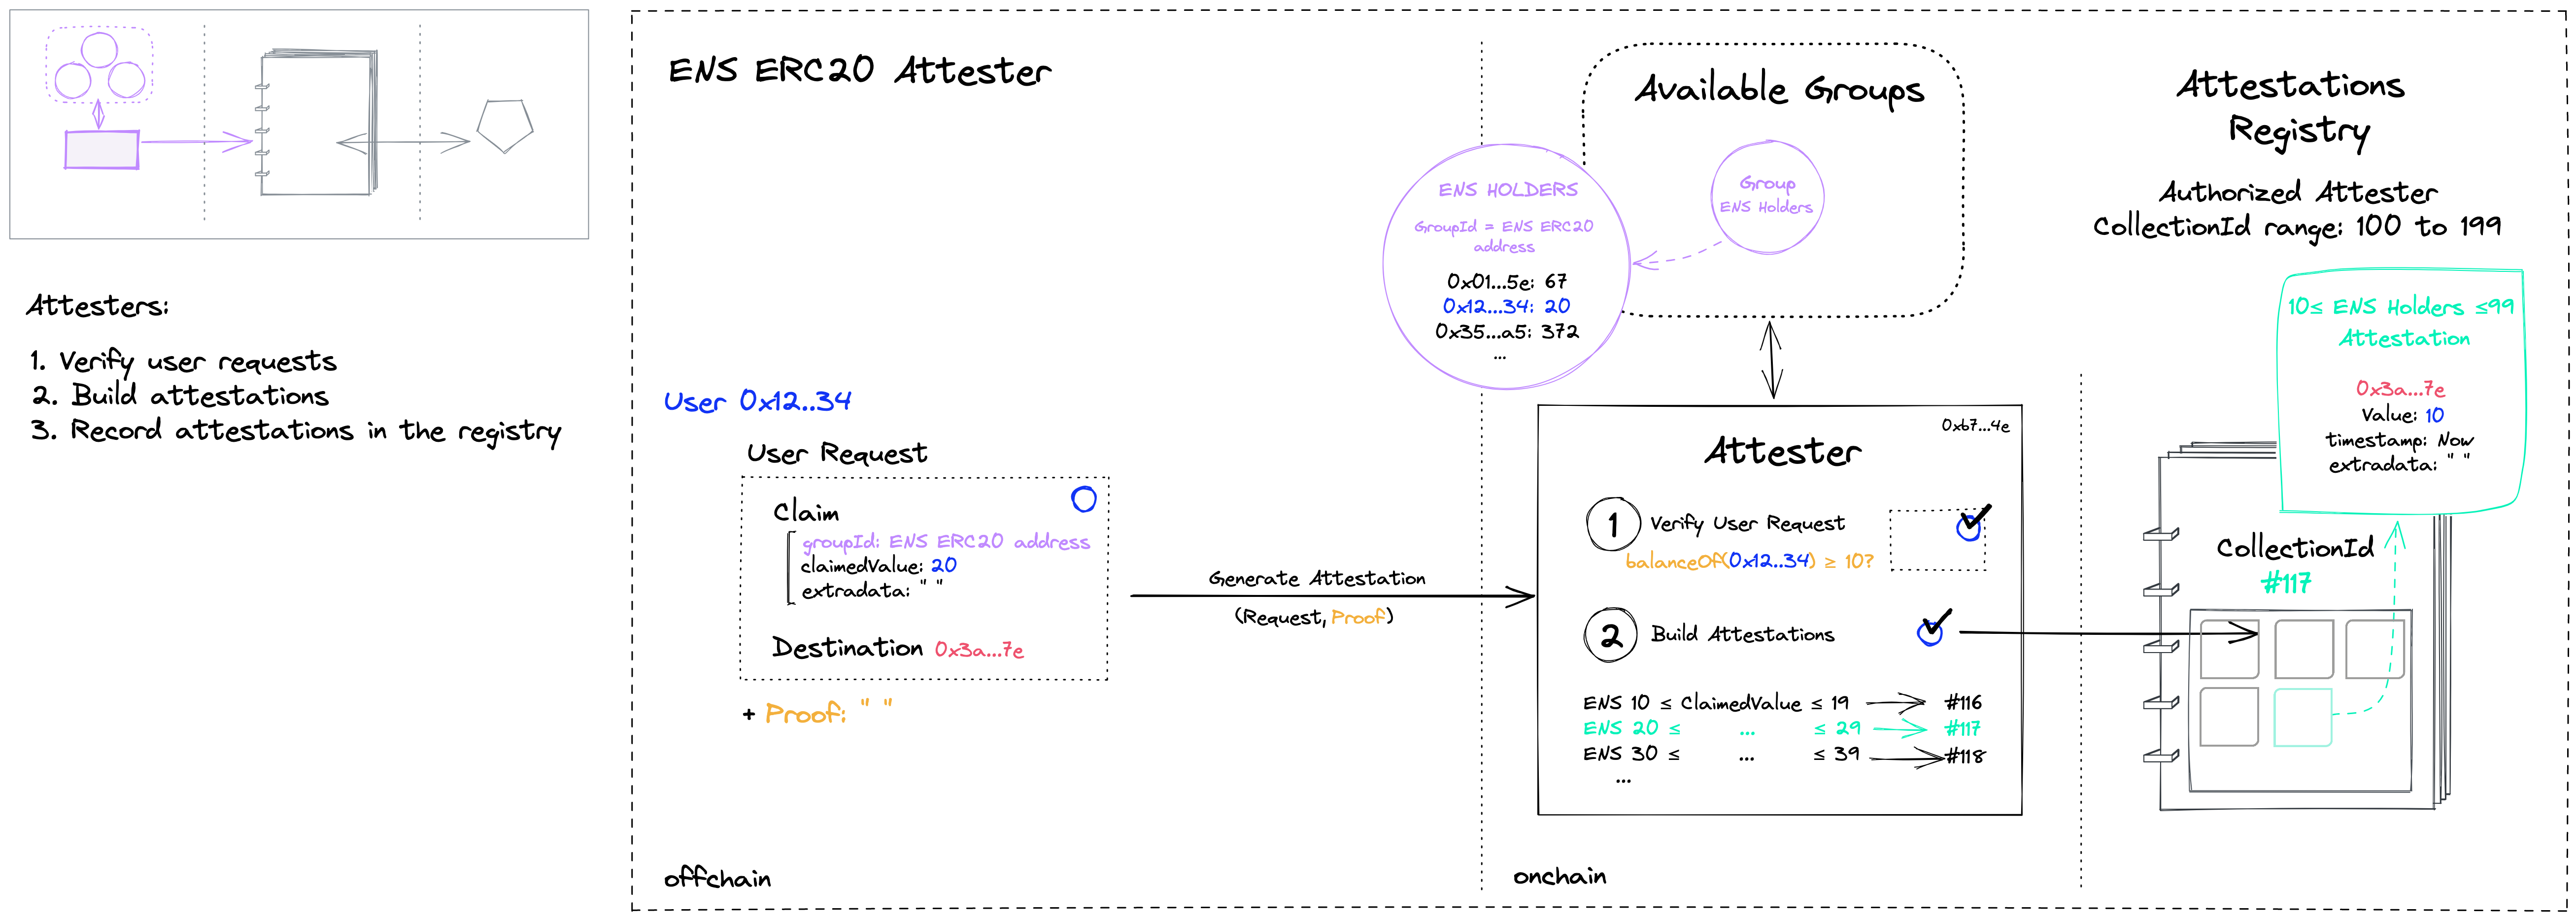 Attesters:
1. Verify user requests
2. Build attestations
3. Record attestations in the registry
ENS ERC20 Attester
User 0x12..34
User Request
Claim
groupId: ENS ERC20 address
claimedValue: 20
extradata: " "
Destination 0x3a...7e
+ Proof: " "
offchain
Generate Attestation
(Request, Proof)
Available Groups
Group
ENS Holders
ENS HOLDERS
GroupId = ENS ERC20
address
0x01...5e: 67
0x12...34: 20
0x35...a5: 372
...
0xb7...4e
Attester
1 Verify User Request
balanceOf(0x12..34) ≥ 10?
2 Build Attestations
ENS 10 ≤ ClaimedValue ≤ 19 #116
ENS 20 ≤ ... ≤ 29 #117
ENS 30 ≤ ... ≤ 39 #118
...
onchain
Attestations
Registry
Authorized Attester
CollectionId range: 100 to 199
10≤ ENS Holders ≤99
Attestation
0x3a...7e
Value: 10
timestamp: Now
extradata: " "
CollectionId
#117